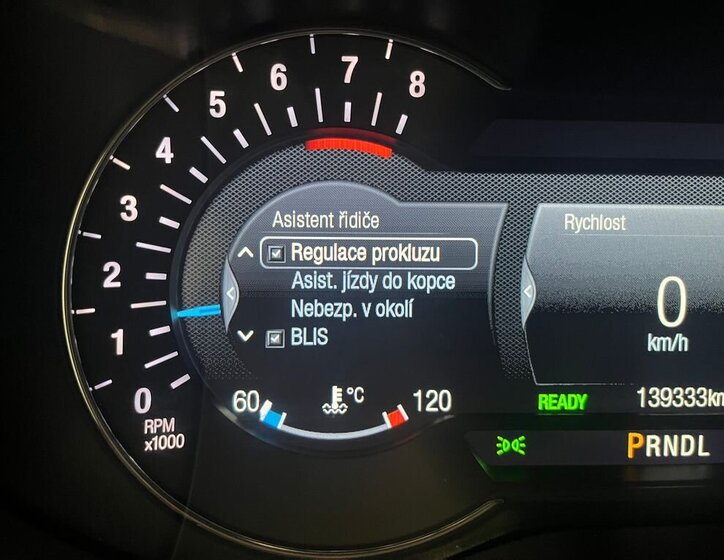 8
7
6
5
4
3
2
1
0
RPM
x1000
Asistent řidiče
Regulace prokluzu
Asist. jízdy do kopce
Nebezp. v okolí
BLIS
60 °C 120
Rychlost
0
km/h
READY 139333km
PRNDL